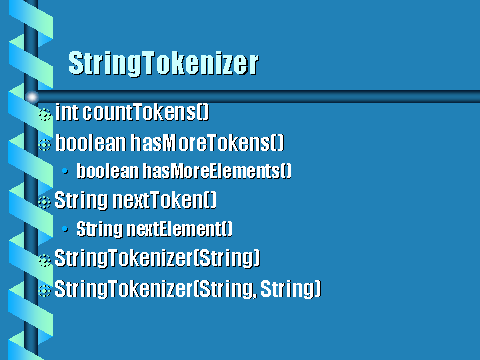 StringTokenizer
int countTokens()
boolean hasMoreTokens()
boolean hasMoreElements()
String nextToken()
String nextElement()
StringTokenizer(String)
StringTokenizer(String, String)